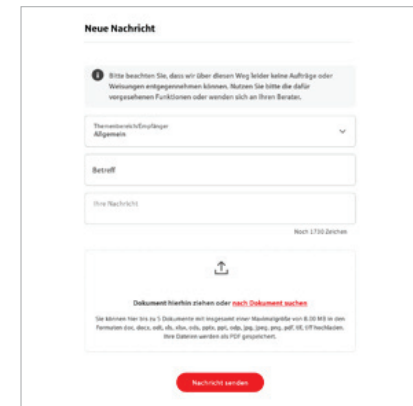 Neue Nachricht
Bitte beachten Sie, dass wir über diesen Weg leider keine Aufträge oder
Weisungen entgegennehmen können. Nutzen Sie bitte die dafür
vorgesehenen Funktionen oder wenden sich an Ihren Berater.
Themenbereich/Empfänger
Allgemein
Betreff
Ihre Nachricht
Noch 1730 Zeichen
Dokument hierhin ziehen oder nach Dokument suchen
Sie können hier bis zu 5 Dokumente mit insgesamt einer Maximalgröße von 8.00 MB in den
Formaten doc, docx, odt, xls, xlsx, ods, pptx, ppt, odp, jpg, jpeg, png, pdf, tif, tiff hochladen.
Ihre Dateien werden als PDF gespeichert.
Nachricht senden